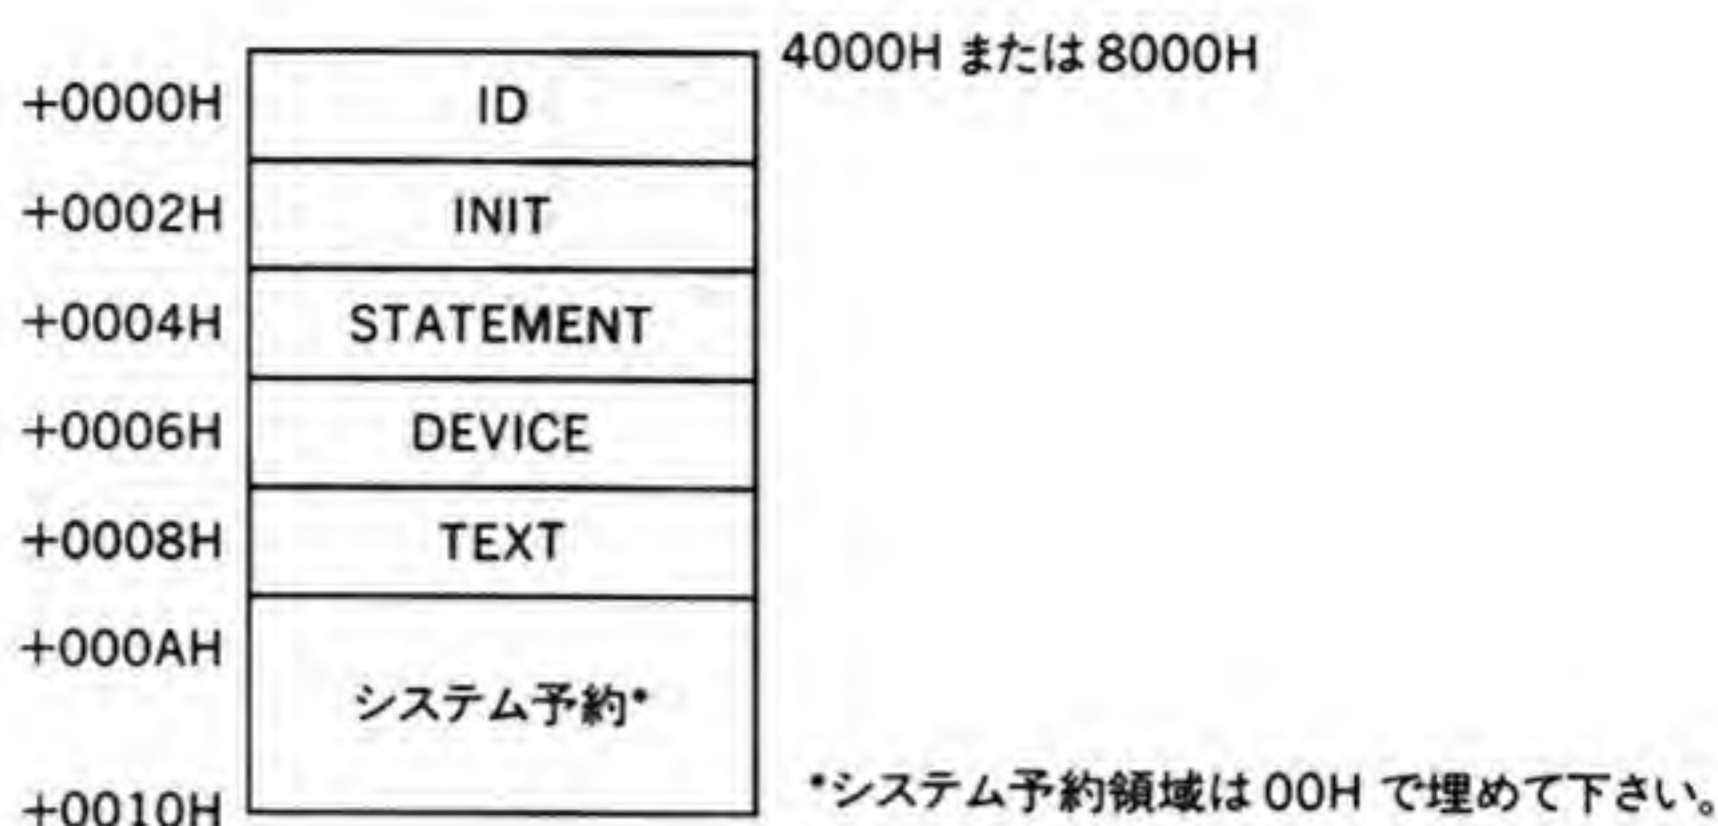 4000H または 8000H
+0000H ID
+0002H INIT
+0004H STATEMENT
+0006H DEVICE
+0008H TEXT
+000AH
システム予約*
+0010H
*システム予約領域は 00H で埋めて下さい。